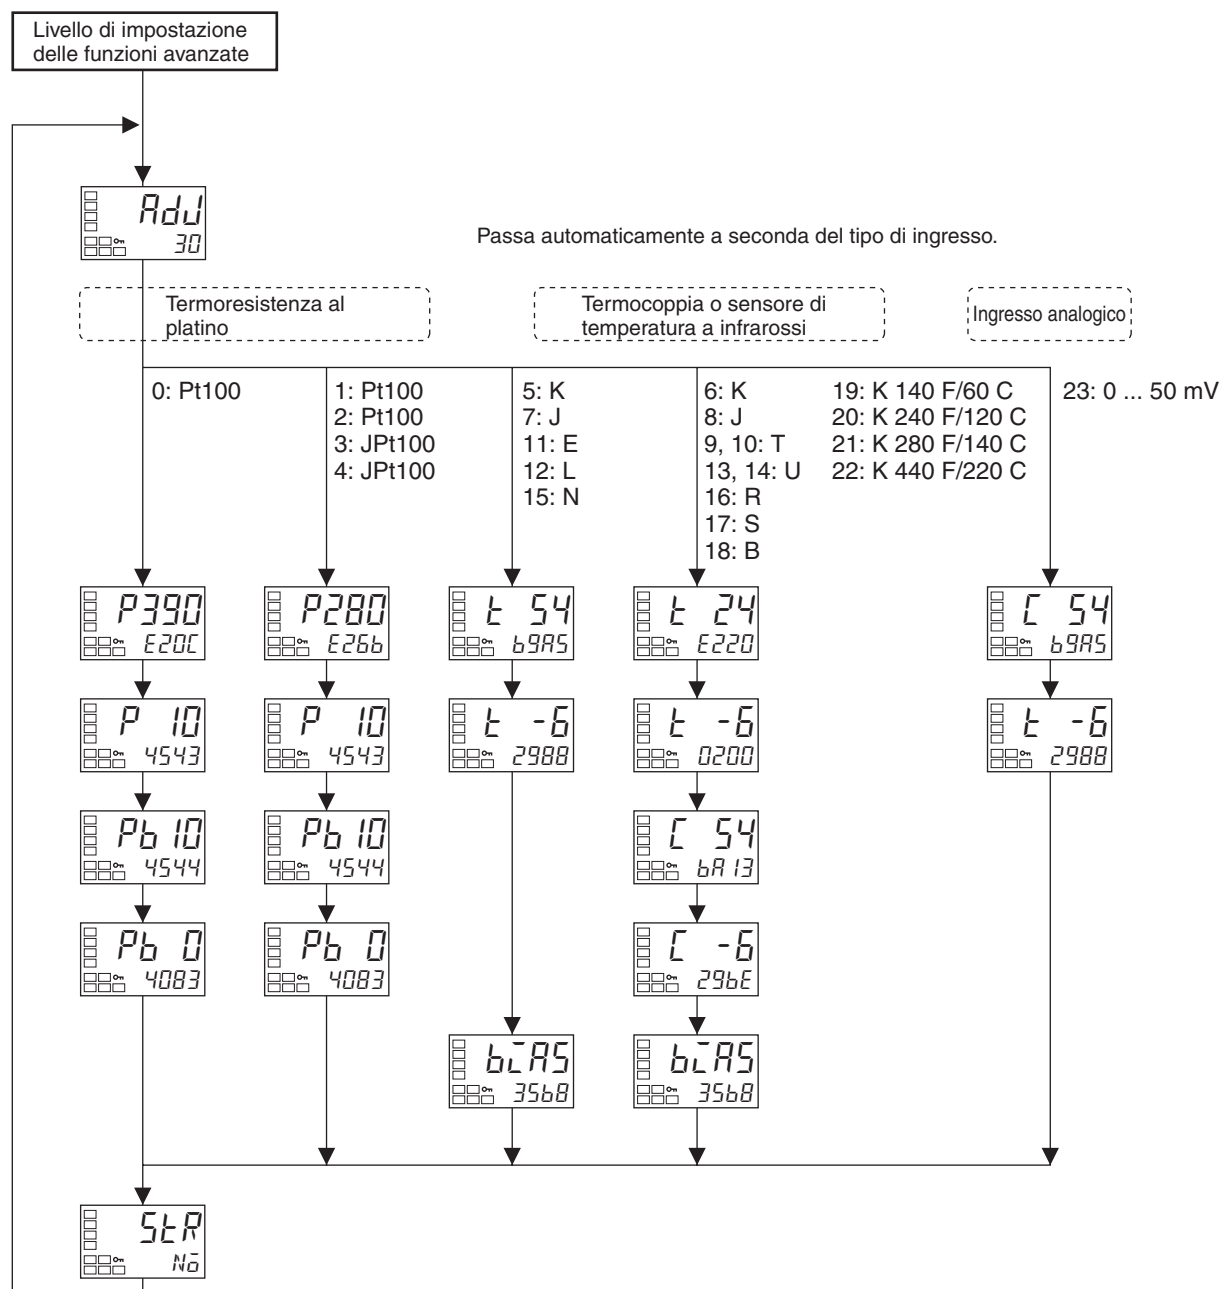 Livello di impostazione
delle funzioni avanzate
AdJ
30
Passa automaticamente a seconda del tipo di ingresso.
Termoresistenza al
platino
Termocoppia o sensore di
temperatura a infrarossi
Ingresso analogico
0: Pt100
1: Pt100
2: Pt100
3: JPt100
4: JPt100
5: K
7: J
11: E
12: L
15: N
6: K
8: J
9, 10: T
13, 14: U
16: R
17: S
18: B
19: K 140 F/60 C
20: K 240 F/120 C
21: K 280 F/140 C
22: K 440 F/220 C
23: 0 ... 50 mV
P390
E20C
P280
E26b
t 54
b9A5
t 24
E220
C 54
b9A5
P 10
4543
P 10
4543
t -6
2988
t -6
0200
t -6
2988
Pb 10
4544
Pb 10
4544
C 54
bA13
Pb 0
4083
Pb 0
4083
C -6
29bE
biAS
35b8
biAS
35b8
StR
No